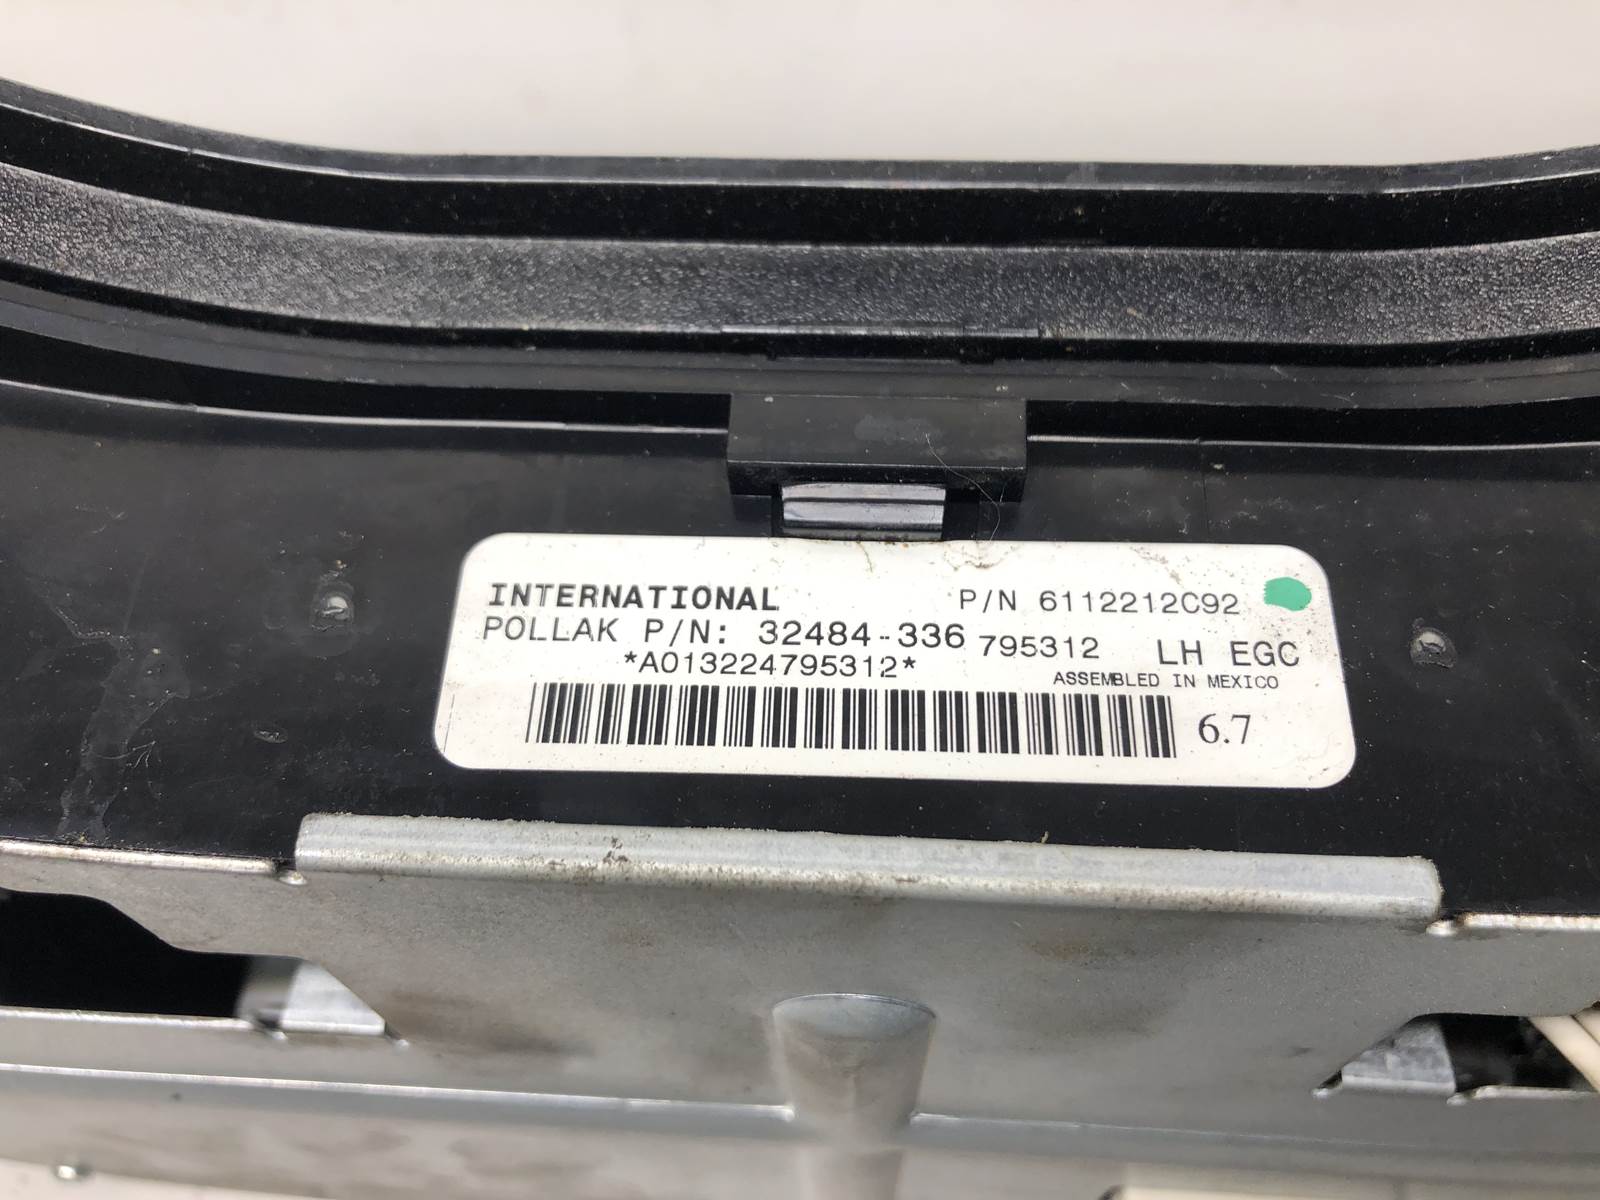 INTERNATIONAL P/N 6112212C92
POLLAK P/N: 32484-336 795312 LH EGC
*A013224795312* ASSEMBLED IN MEXICO
6.7